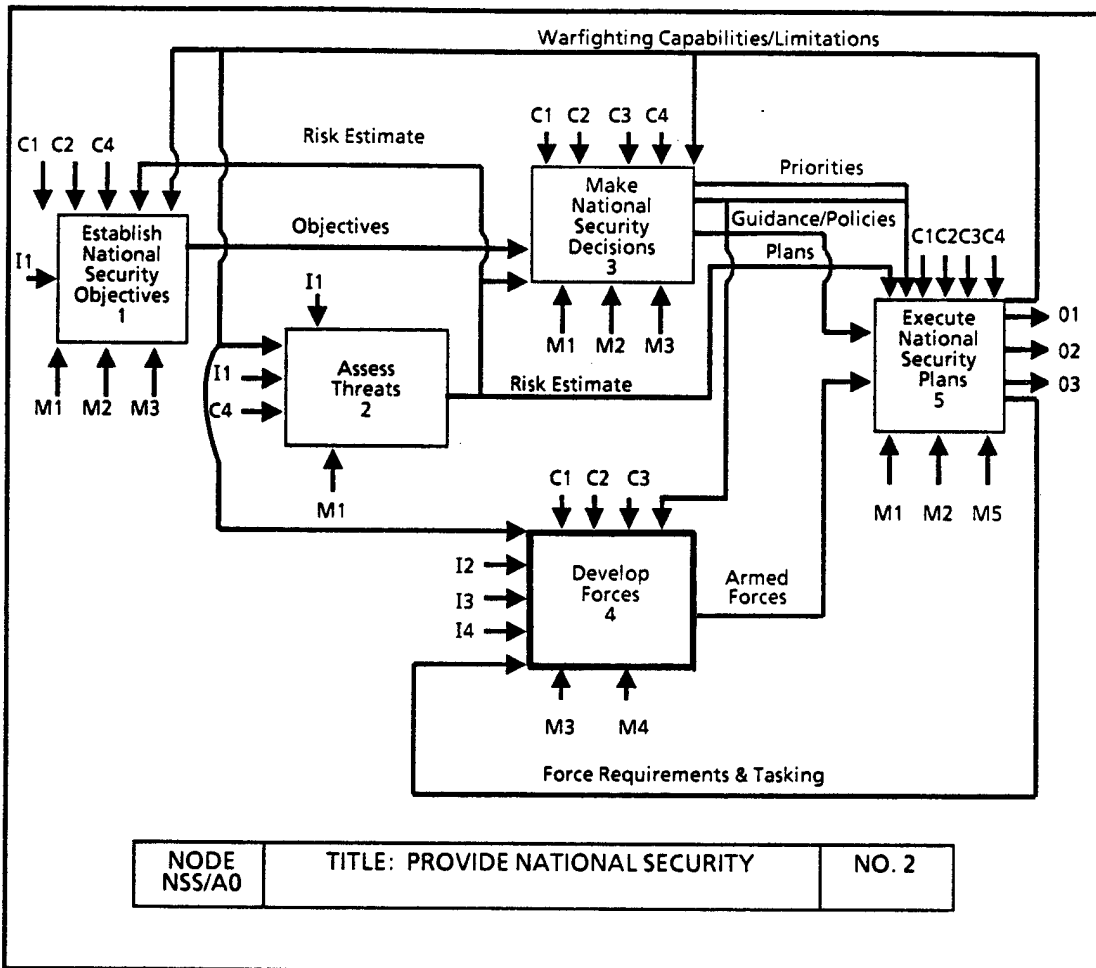 Warfighting Capabilities/Limitations
C1 C2 C3 C4
Risk Estimate
C1 C2 C4
Make
National
Security
Decisions
3
Priorities
Establish
National
Security
Objectives
1
Objectives
Guidance/Policies
Plans
C1 C2 C3 C4
I1
I1
M1 M2 M3
Execute
National
Security
Plans
5
01
02
03
Assess
Threats
2
I1
C4
Risk Estimate
M1 M2 M3
M1
C1 C2 C3
M1 M2 M5
I2
I3
I4
Develop
Forces
4
Armed
Forces
M3 M4
Force Requirements & Tasking
NODE
NSS/A0
TITLE: PROVIDE NATIONAL SECURITY
NO. 2